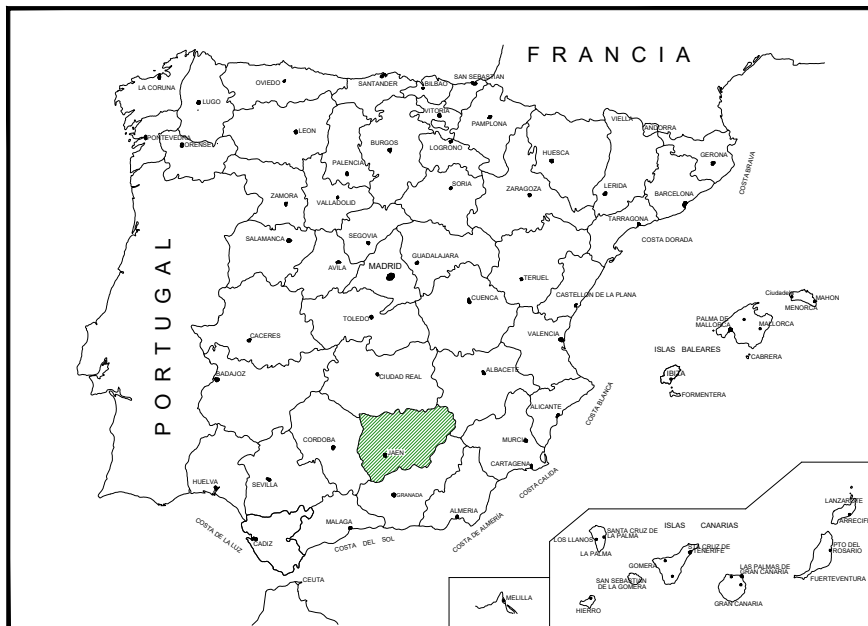 FRANCIA
LA CORUNA
LUGO
OVIEDO
SANTANDER
BILBAO
SAN SEBASTIAN
PONTEVEDRA
ORENSE
LEON
BURGOS
VITORIA
PAMPLONA
LOGRONO
VIELLA
ANDORRA
HUESCA
GERONA
COSTA BRAVA
PALENCIA
ZAMORA
VALLADOLID
SORIA
ZARAGOZA
LERIDA
BARCELONA
TARRAGONA
COSTA DORADA
SALAMANCA
SEGOVIA
AVILA
MADRID
GUADALAJARA
TERUEL
CUENCA
CASTELLON DE LA PLANA
PORTUGAL
CACERES
TOLEDO
VALENCIA
BADAJOZ
CIUDAD REAL
ALBACETE
ALICANTE
COSTA BLANCA
Ciudadela
MAHON
MENORCA
PALMA DE
MALLORCA
MALLORCA
ISLAS BALEARES
CABRERA
IBIZA
FORMENTERA
CORDOBA
JAEN
MURCIA
CARTAGENA
COSTA CALIDA
HUELVA
SEVILLA
GRANADA
ALMERIA
COSTA DE ALMERIA
COSTA DE LA LUZ
CADIZ
MALAGA
COSTA DEL SOL
CEUTA
MELILLA
ISLAS CANARIAS
LOS LLANOS
SANTA CRUZ DE
LA PALMA
LA PALMA
STA CRUZ DE
TENERIFE
GOMERA
SAN SEBASTIAN
DE LA GOMERA
HIERRO
LAS PALMAS DE
GRAN CANARIA
GRAN CANARIA
LANZAROTE
ARRECIFE
PTO DEL
ROSARIO
FUERTEVENTURA